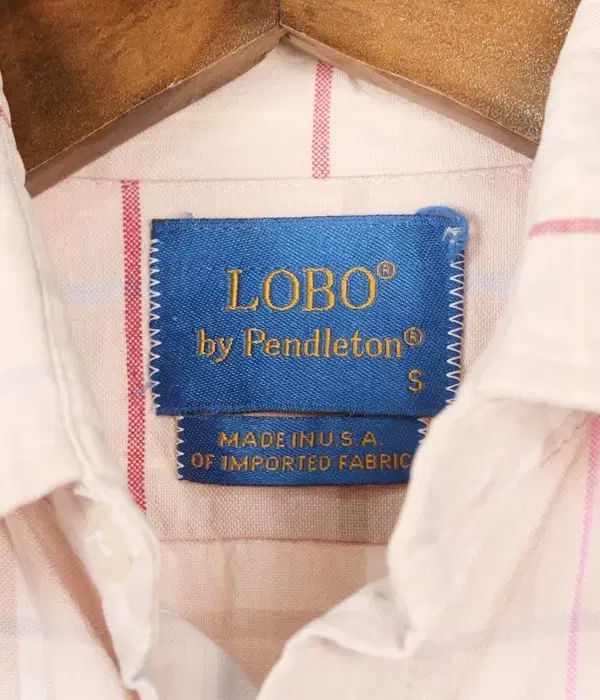 LOBO®
by Pendleton®
S
MADE IN U.S.A.
OF IMPORTED FABRIC